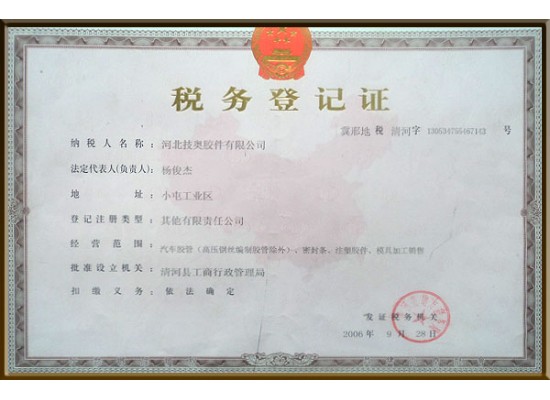 税务登记证
冀邢地 税 清河字 130534755467143 号
纳税人名称：河北技奥胶件有限公司
法定代表人(负责人)：杨俊杰
地址：小屯工业区
登记注册类型：其他有限责任公司
经营范围：汽车胶管（高压钢丝编制胶管除外）、密封条、注塑胶件、模具加工销售
批准设立机关：清河县工商行政管理局
扣缴义务：依法确定
发证税务机关
2006年 9月 28日